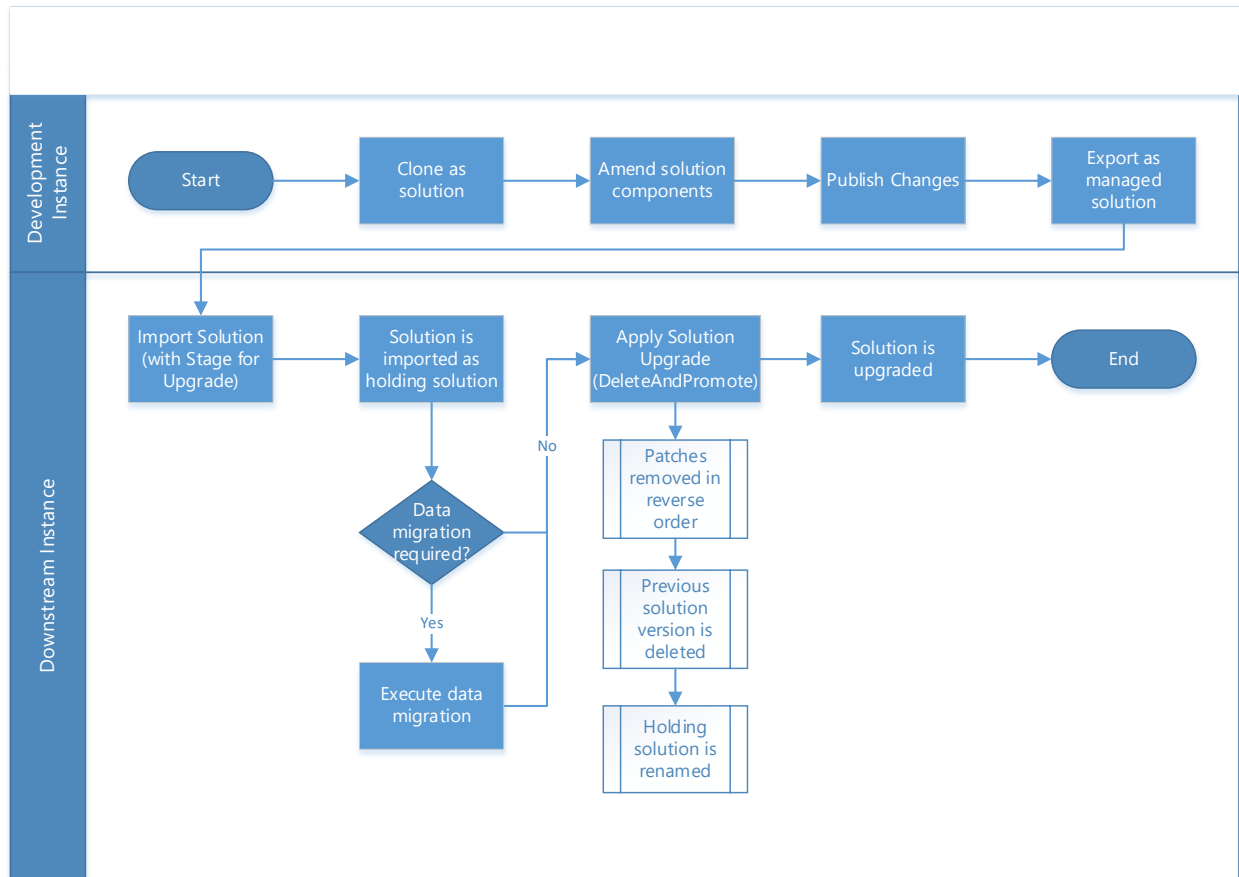 Development
Instance
Start
Clone as
solution
Amend solution
components
Publish Changes
Export as
managed
solution
Downstream Instance
Import Solution
(with Stage for
Upgrade)
Solution is
imported as
holding solution
Apply Solution
Upgrade
(DeleteAndPromote)
Solution is
upgraded
End
No
Data
migration
required?
Yes
Execute data
migration
Patches
removed in
reverse
order
Previous
solution
version is
deleted
Holding
solution is
renamed